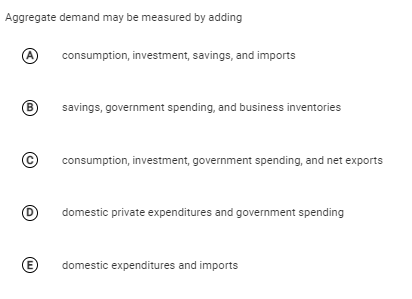 Aggregate demand may be measured by adding
A consumption, investment, savings, and imports
B savings, government spending, and business inventories
C consumption, investment, government spending, and net exports
D domestic private expenditures and government spending
E domestic expenditures and imports